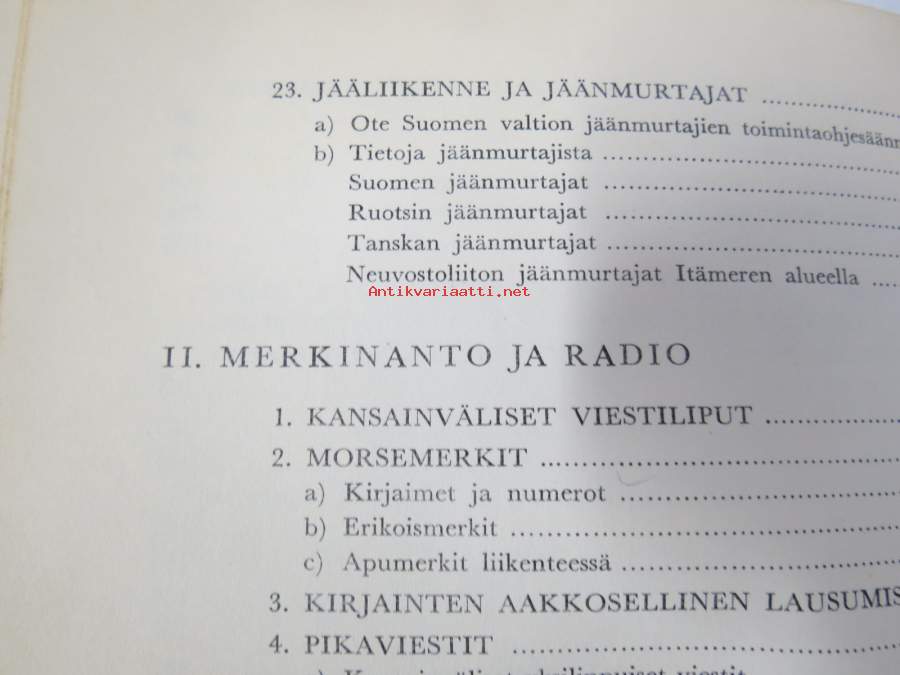 23. JÄÄLIIKENNE JA JÄÄNMURTAJAT
a) Ote Suomen valtion jäänmurtajien toimintaohjesäänn
b) Tietoja jäänmurtajista
Suomen jäänmurtajat
Ruotsin jäänmurtajat
Tanskan jäänmurtajat
Neuvostoliiton jäänmurtajat Itämeren alueella
Antikvariaatti.net
II. MERKINANTO JA RADIO
1. KANSAINVÄLISET VIESTILIPUT
2. MORSEMERKIT
a) Kirjaimet ja numerot
b) Erikoismerkit
c) Apumerkit liikenteessä
3. KIRJAINTEN AAKKOSELLINEN LAUSUMIS
4. PIKAVIESTIT